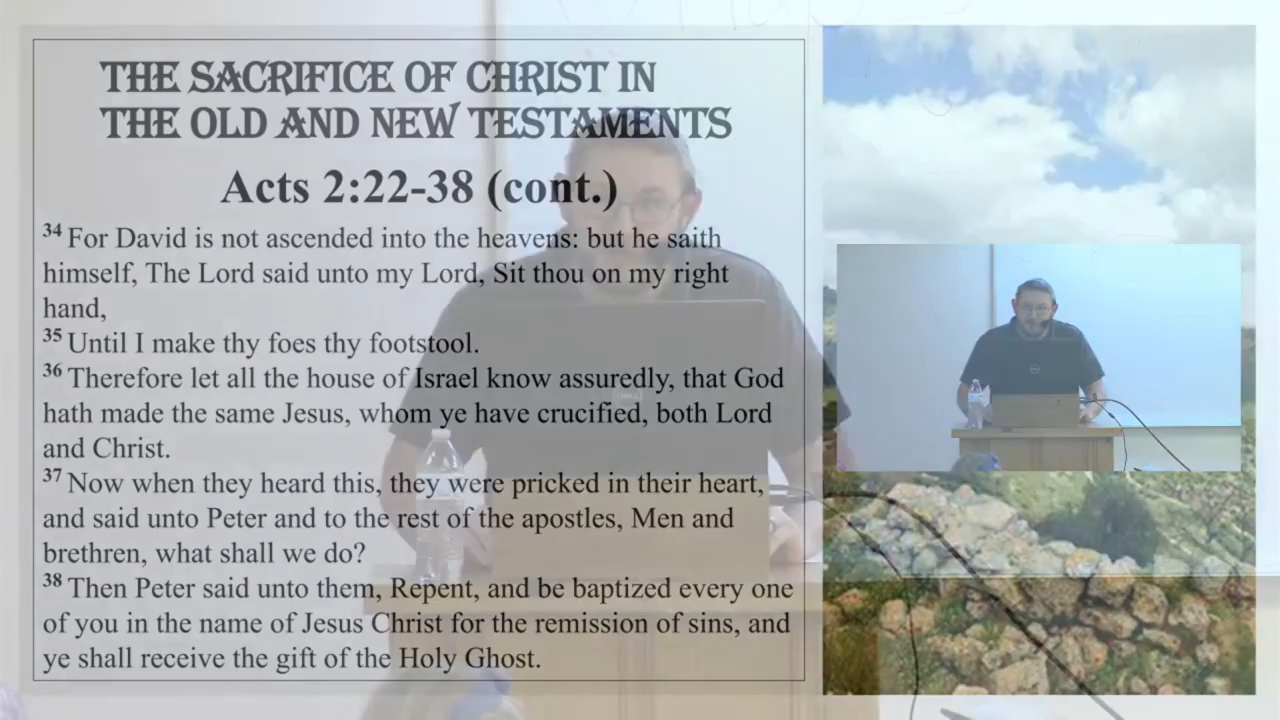 THE SACRIFICE OF CHRIST IN
THE OLD AND NEW TESTAMENTS
Acts 2:22-38 (cont.)
34 For David is not ascended into the heavens: but he saith
himself, The Lord said unto my Lord, Sit thou on my right
hand,
35 Until I make thy foes thy footstool.
36 Therefore let all the house of Israel know assuredly, that God
hath made the same Jesus, whom ye have crucified, both Lord
and Christ.
37 Now when they heard this, they were pricked in their heart,
and said unto Peter and to the rest of the apostles, Men and
brethren, what shall we do?
38 Then Peter said unto them, Repent, and be baptized every one
of you in the name of Jesus Christ for the remission of sins, and
ye shall receive the gift of the Holy Ghost.